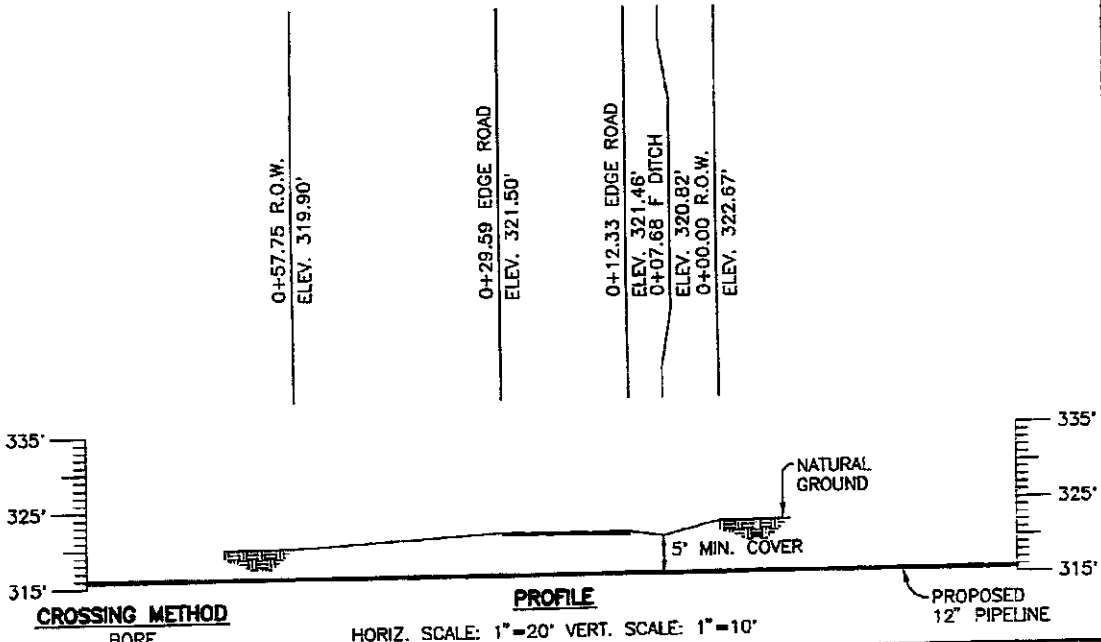 0+57.75 R.O.W.
ELEV. 319.90'
0+29.59 EDGE ROAD
ELEV. 321.50'
0+12.33 EDGE ROAD
ELEV. 321.46'
0+07.68 F DITCH
ELEV. 320.82'
0+00.00 R.O.W.
ELEV. 322.67'
335'
325'
315'
335'
325'
315'
NATURAL
GROUND
5' MIN. COVER
PROPOSED
12" PIPELINE
CROSSING METHOD
BORE
PROFILE
HORIZ. SCALE: 1"=20' VERT. SCALE: 1"=10'